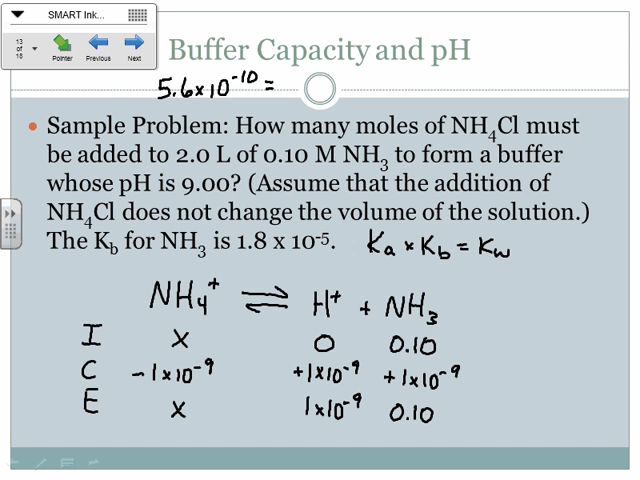 SMART Ink...
13
of
18
Pointer Previous Next
Buffer Capacity and pH
5.6x10⁻¹⁰ =
• Sample Problem: How many moles of NH₄Cl must
be added to 2.0 L of 0.10 M NH₃ to form a buffer
whose pH is 9.00? (Assume that the addition of
NH₄Cl does not change the volume of the solution.)
The K_b for NH₃ is 1.8 x 10⁻⁵. Ka x Kb = Kw
NH₄⁺ ⇌ H⁺ + NH₃
I x 0 0.10
C -1x10⁻⁹ +1x10⁻⁹ +1x10⁻⁹
E x 1x10⁻⁹ 0.10